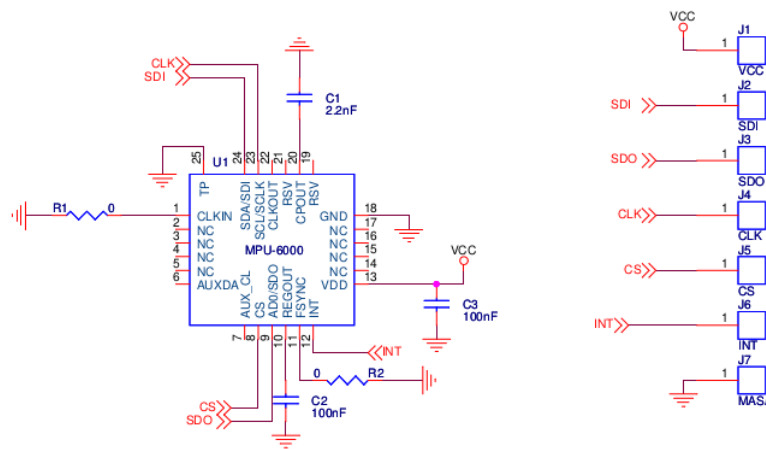 VCC
J1
1
VCC
CLK
SDI
C1
2.2nF
SDI
J2
1
SDI
SDO
J3
1
SDO
U1
25
24
23
22
21
20
19
TP
SDA/SDI
SCL/SCLK
CLKOUT
RSV
CPOUT
RSV
R1
0
1
CLKIN
GND
18
2
NC
NC
17
3
NC
NC
16
4
NC
NC
15
5
NC
NC
14
6
AUXDA
VDD
13
MPU-6000
AUX_CL
CS
AD0/SDO
REGOUT
FSYNC
INT
7
8
9
10
11
12
VCC
C3
100nF
CLK
J4
1
CLK
CS
J5
1
CS
INT
J6
1
INT
INT
0
R2
J7
1
MAS
CS
SDO
C2
100nF